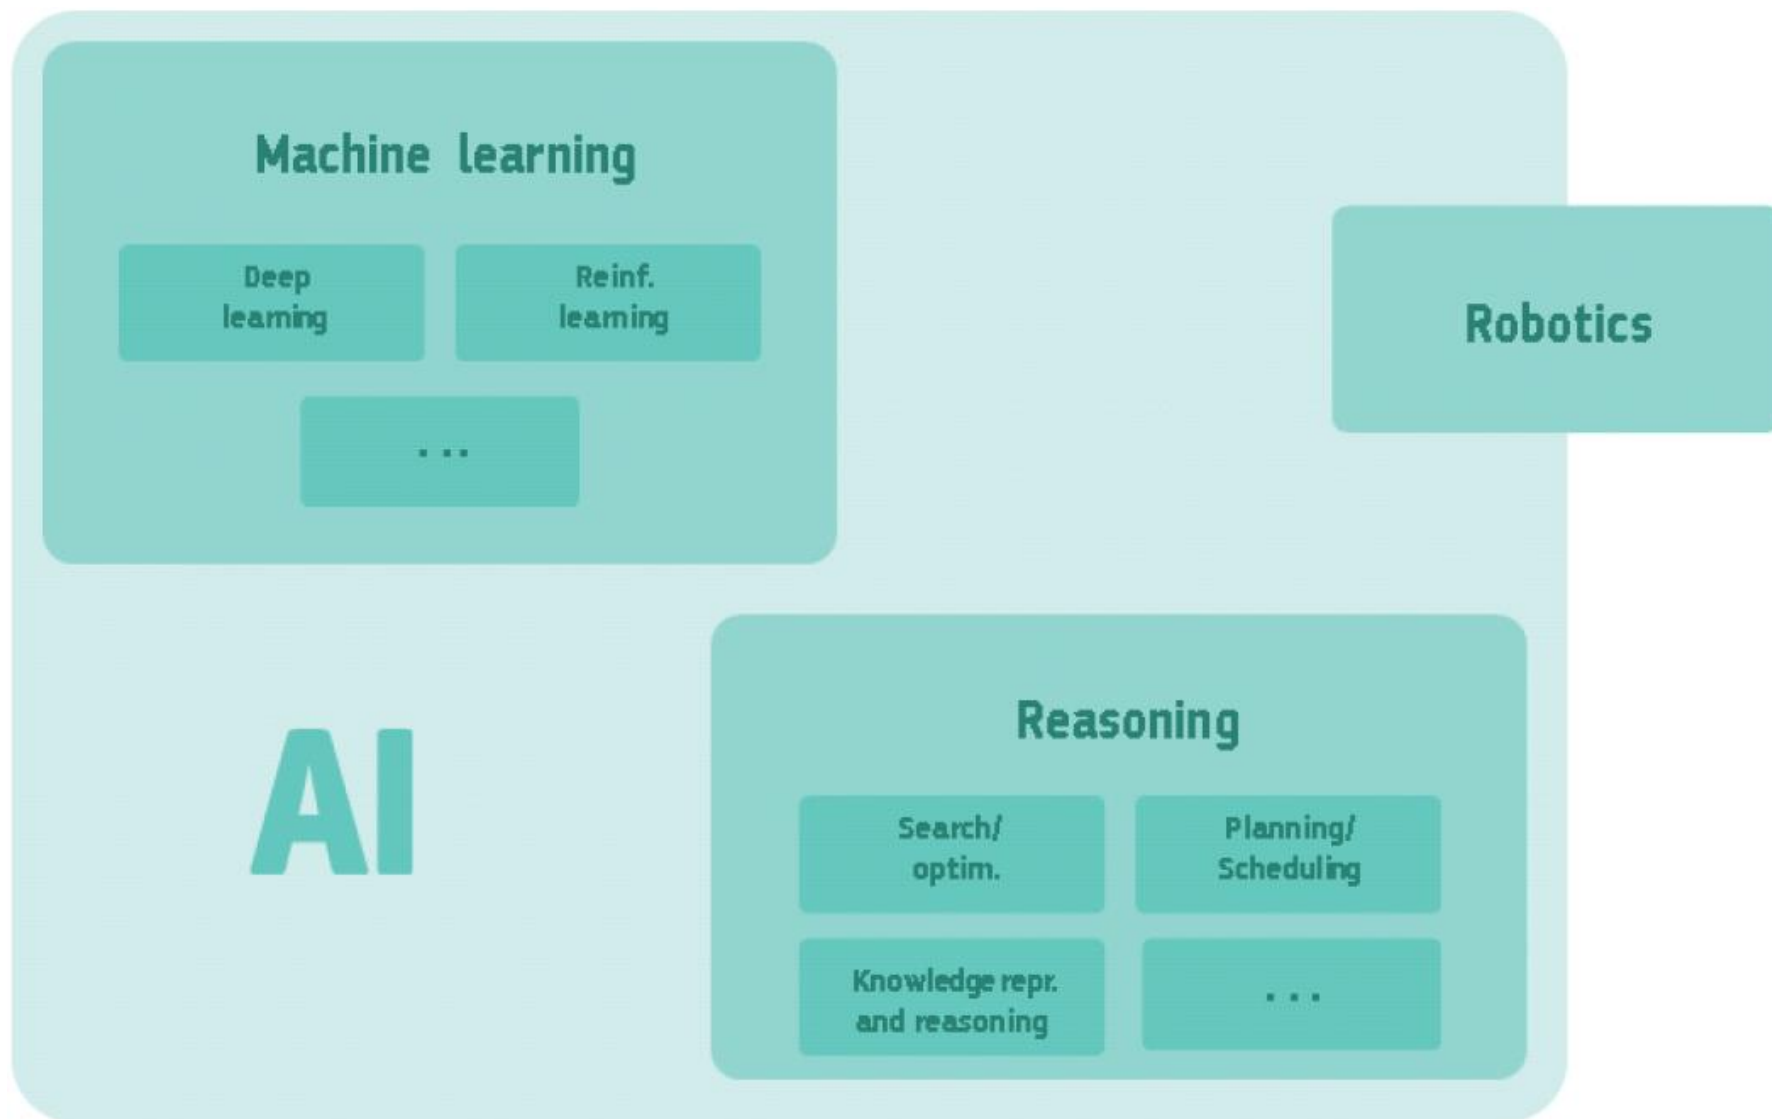 Machine learning
Deep
learning
Reinf.
learning
...
Robotics
AI
Reasoning
Search/
optim.
Planning/
Scheduling
Knowledge repr.
and reasoning
...